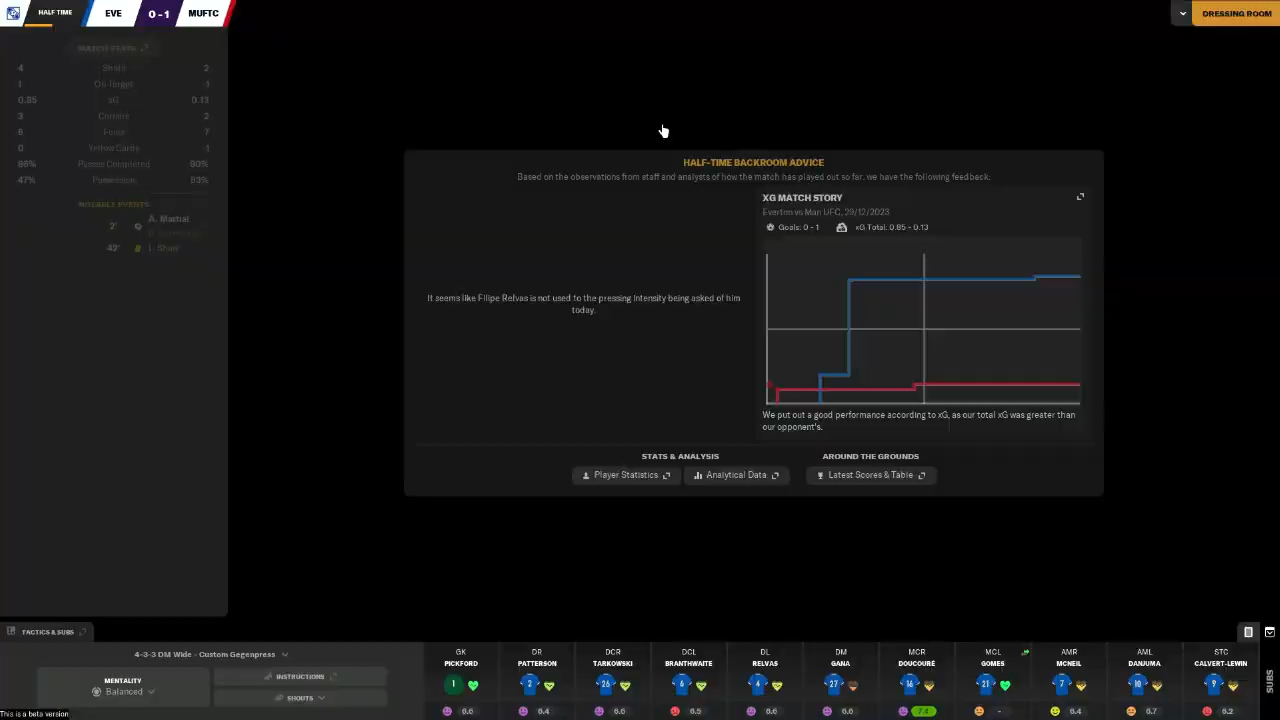 HALF TIME
EVE
0 - 1
MUFTC
DRESSING ROOM
MATCH STATS
4 Shots 2
1 On Target 1
0.85 xG 0.13
3 Corners 2
6 Fouls 7
0 Yellow Cards 1
86% Passes Completed 80%
47% Possession 53%
NOTABLE EVENTS
2' A. Martial
42' L. Shaw
HALF-TIME BACKROOM ADVICE
Based on the observations from staff and analysts of how the match has played out so far, we have the following feedback:
It seems like Filipe Relvas is not used to the pressing intensity being asked of him
today.
XG MATCH STORY
Everton vs Man UFC, 29/12/2023
Goals: 0 - 1 xG Total: 0.85 - 0.13
We put out a good performance according to xG, as our total xG was greater than
our opponent's.
STATS & ANALYSIS
AROUND THE GROUNDS
Player Statistics
Analytical Data
Latest Scores & Table
TACTICS & SUBS
4-3-3 DM Wide - Custom Gegenpress
MENTALITY
Balanced
INSTRUCTIONS
SHOUTS
GK DR DCR DCL DL DM MCR MCL AMR AML STC
PICKFORD PATTERSON TARKOWSKI BRANTHWAITE RELVAS GANA DOUCOURÉ GOMES MCNEIL DANJUMA CALVERT-LEWIN
1 2 26 6 4 27 16 21 7 10 9
6.6 6.4 6.6 6.5 6.6 6.6 7.4 - 6.4 6.7 6.2
SUBS
This is a beta version